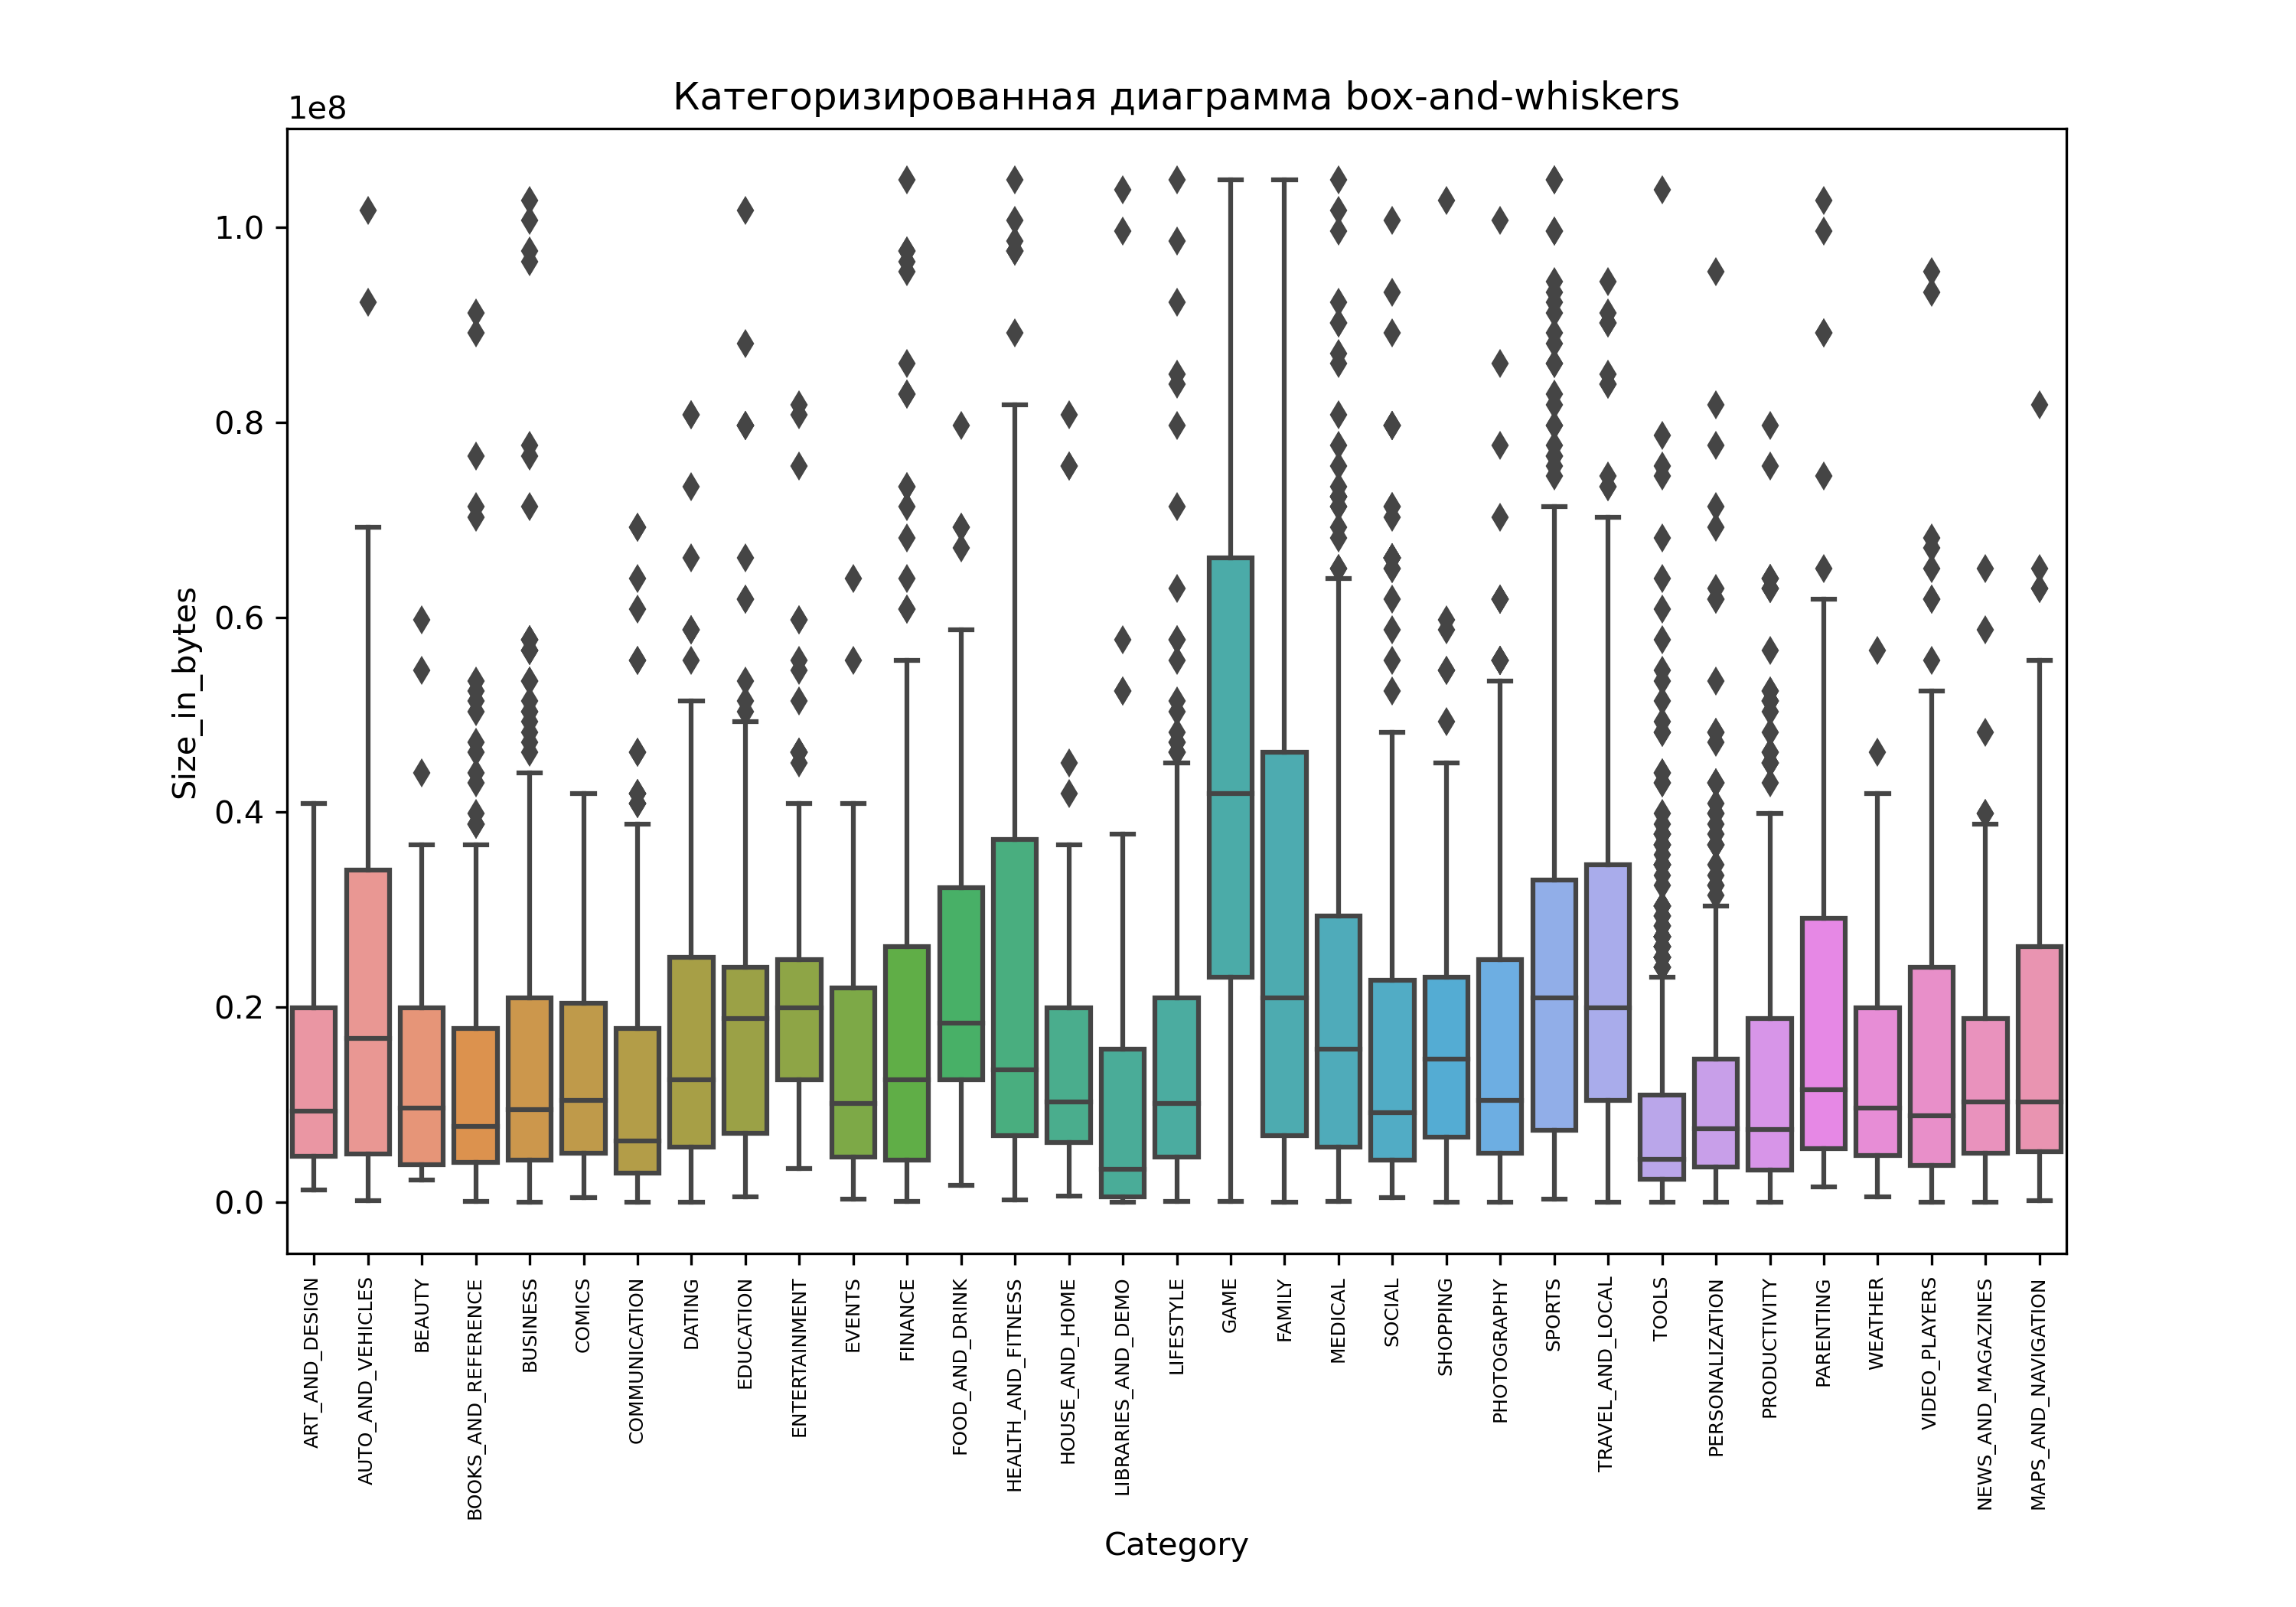 Категоризированная диаграмма box-and-whiskers
1e8
1.0
0.8
0.6
0.4
0.2
0.0
Size_in_bytes
ART_AND_DESIGN
AUTO_AND_VEHICLES
BEAUTY
BOOKS_AND_REFERENCE
BUSINESS
COMICS
COMMUNICATION
DATING
EDUCATION
ENTERTAINMENT
EVENTS
FINANCE
FOOD_AND_DRINK
HEALTH_AND_FITNESS
HOUSE_AND_HOME
LIBRARIES_AND_DEMO
LIFESTYLE
GAME
FAMILY
MEDICAL
SOCIAL
SHOPPING
PHOTOGRAPHY
SPORTS
TRAVEL_AND_LOCAL
TOOLS
PERSONALIZATION
PRODUCTIVITY
PARENTING
WEATHER
VIDEO_PLAYERS
NEWS_AND_MAGAZINES
MAPS_AND_NAVIGATION
Category